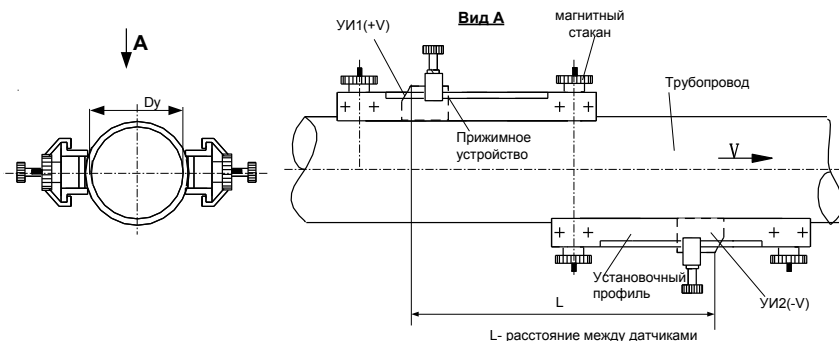 A
Dy
Вид А
УИ1(+V)
магнитный
стакан
Трубопровод
Прижимное
устройство
V
Установочный
профиль
L
УИ2(-V)
L- расстояние между датчиками